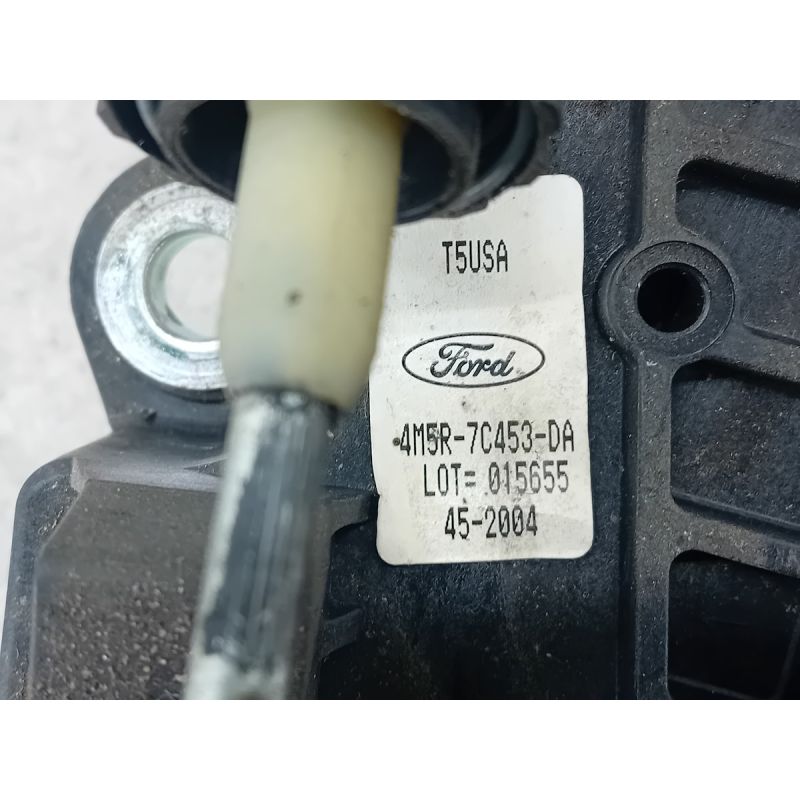 T5USA
Ford
4M5R-7C453-DA
LOT= 015655
45-2004